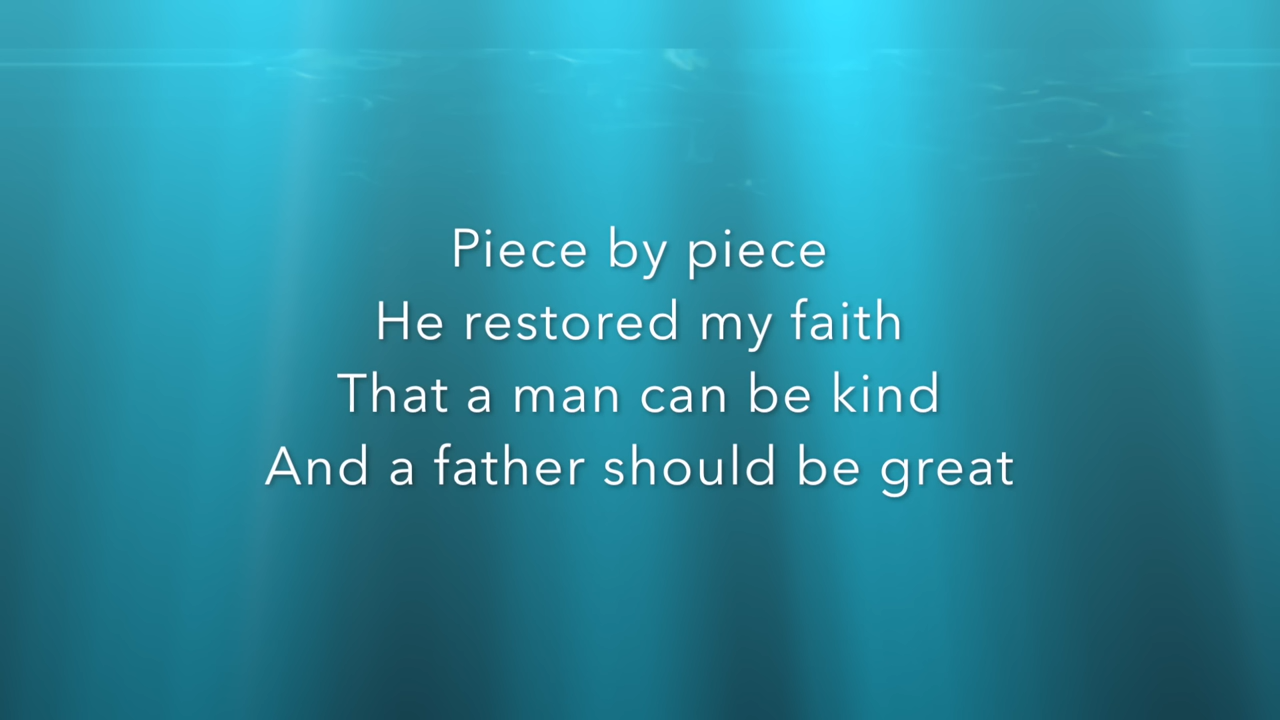 Piece by piece
He restored my faith
That a man can be kind
And a father should be great